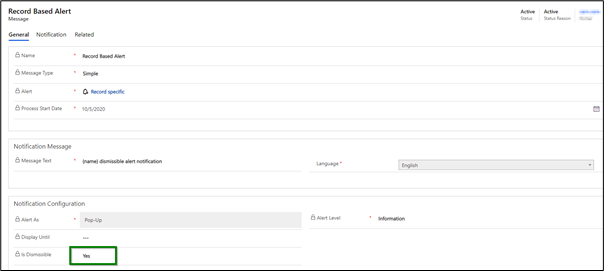 Record Based Alert
Message
Active
Status
Active
Status Reason
General Notification Related
Name * Record Based Alert
Message Type * Simple
Alert * Record specific
Process Start Date * 10/5/2020
Notification Message
Message Text * {name} dismissible alert notification
Language * English
Notification Configuration
Alert As * Pop-Up
Alert Level * Information
Display Until ---
Is Dismissible Yes